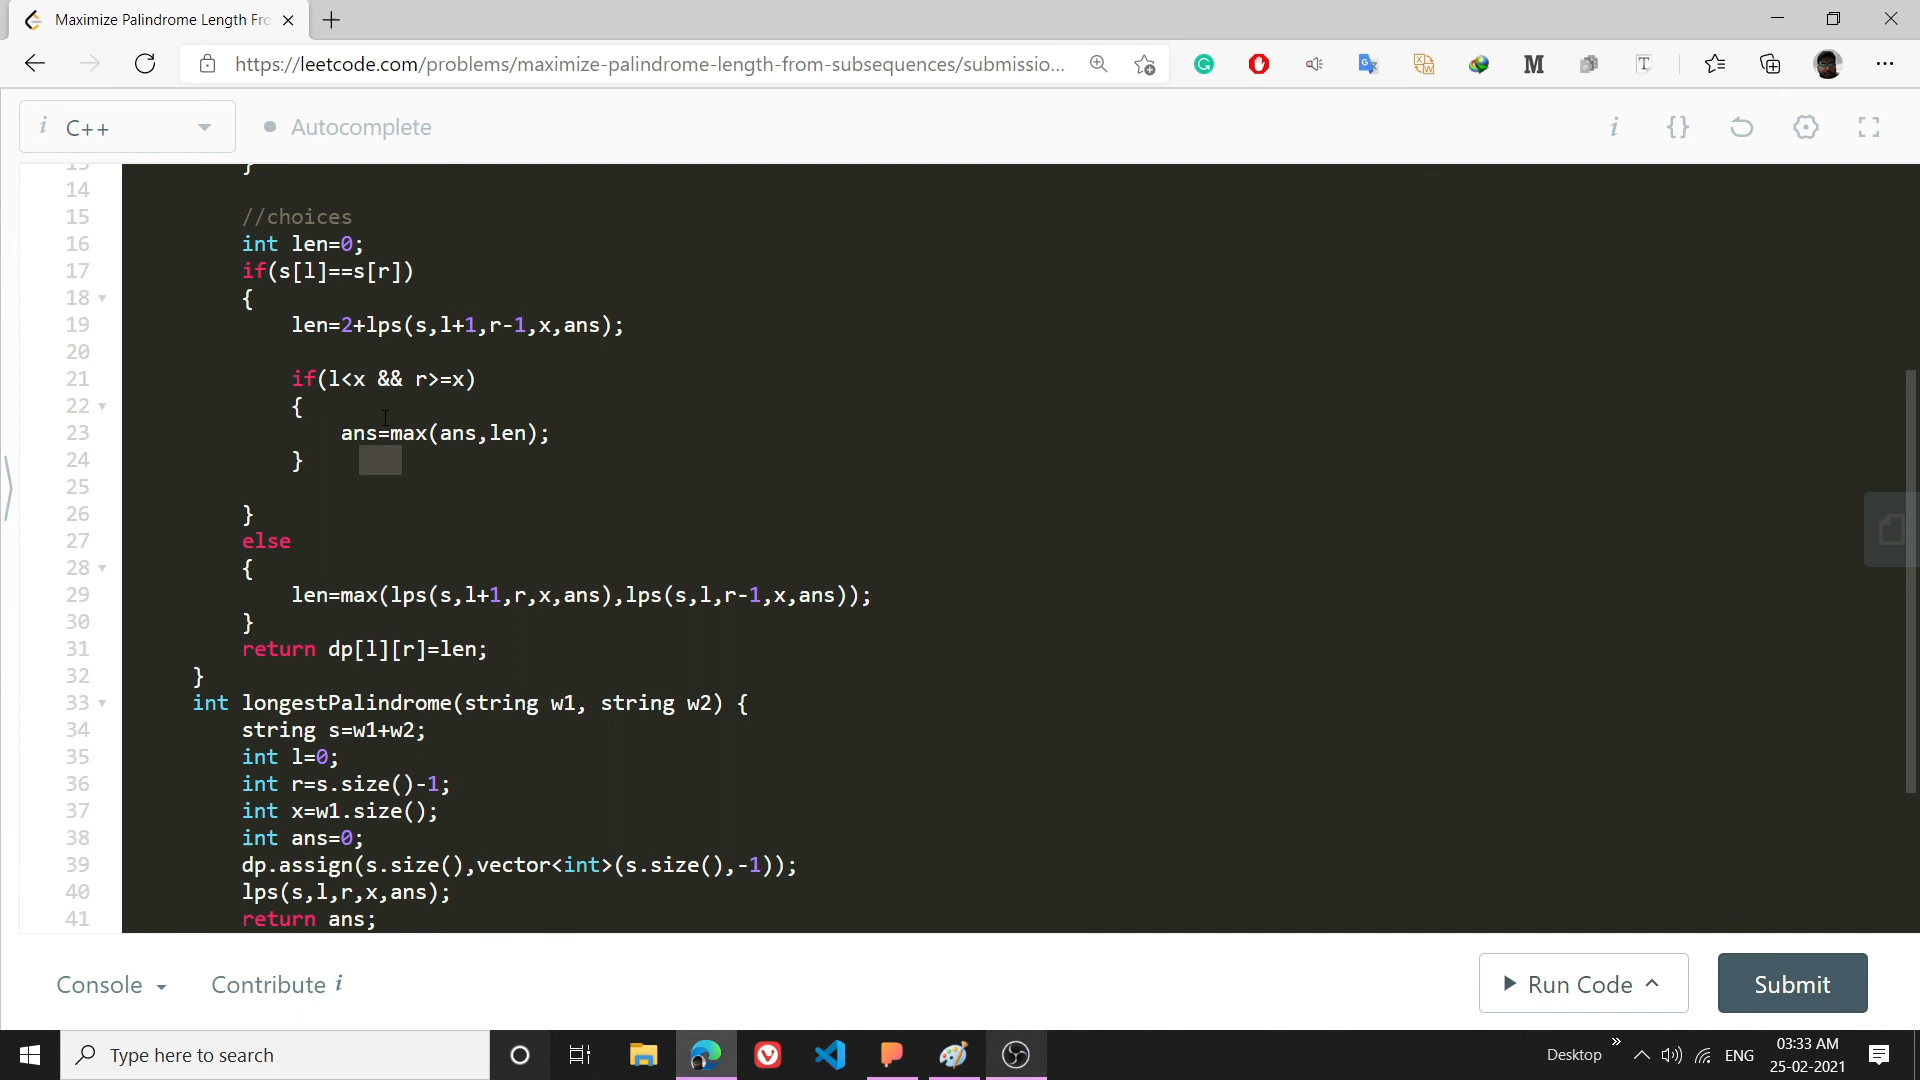 Maximize Palindrome Length Fro
https://leetcode.com/problems/maximize-palindrome-length-from-subsequences/submissio...
i C++
Autocomplete
i {}
13 }
14
15 //choices
16 int len=0;
17 if(s[l]==s[r])
18 {
19 len=2+lps(s,l+1,r-1,x,ans);
20
21 if(l<x && r>=x)
22 {
23 ans=max(ans,len);
24 }
25
26 }
27 else
28 {
29 len=max(lps(s,l+1,r,x,ans),lps(s,l,r-1,x,ans));
30 }
31 return dp[l][r]=len;
32 }
33 int longestPalindrome(string w1, string w2) {
34 string s=w1+w2;
35 int l=0;
36 int r=s.size()-1;
37 int x=w1.size();
38 int ans=0;
39 dp.assign(s.size(),vector<int>(s.size(),-1));
40 lps(s,l,r,x,ans);
41 return ans;
Console Contribute i Run Code Submit
Type here to search
Desktop » ENG
03:33 AM
25-02-2021